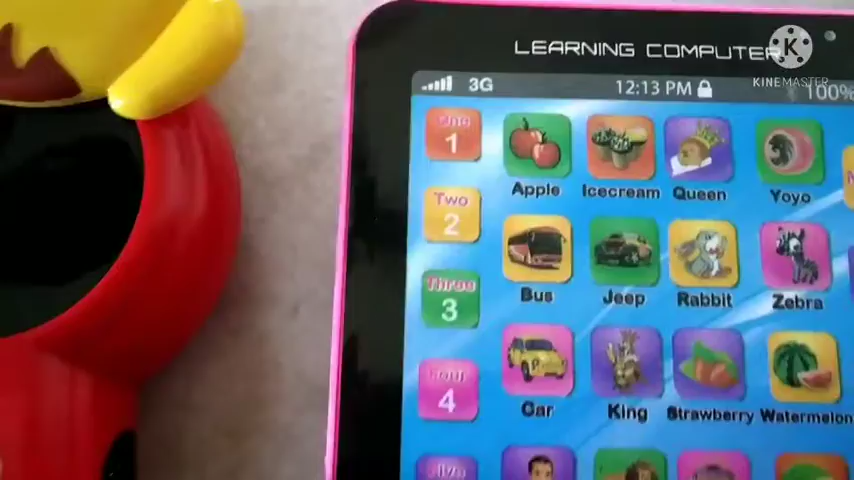 LEARNING COMPUTER
K
KINEMASTER
3G 12:13 PM 100%
One
1
Apple
Icecream
Queen
Yoyo
Two
2
Bus
Jeep
Rabbit
Zebra
Three
3
Car
King
Strawberry
Watermelon
Four
4
Five